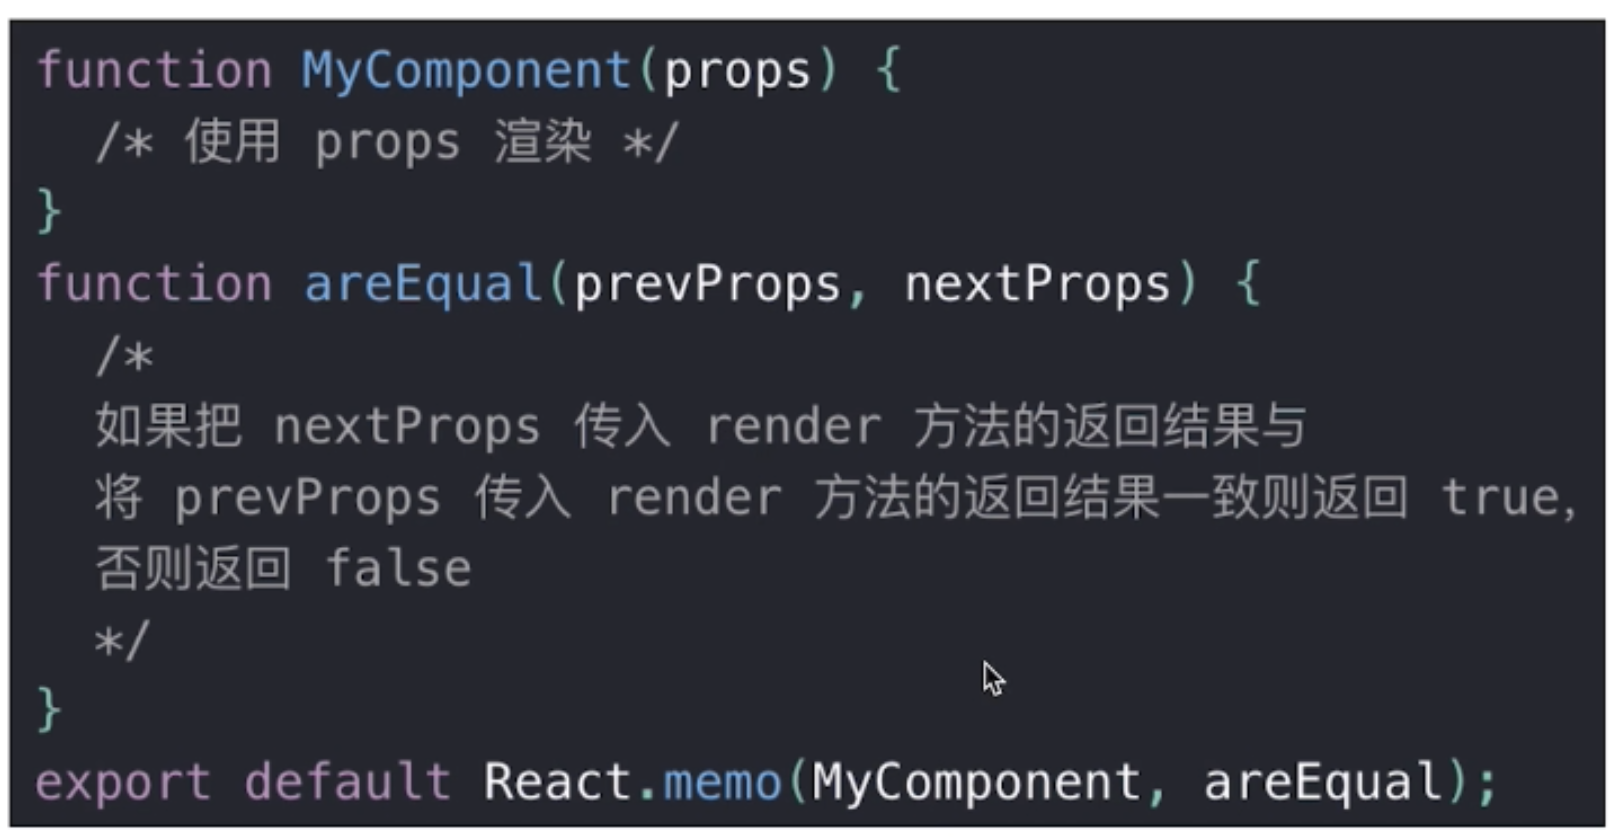 function MyComponent(props) {
  /* 使用 props 渲染 */
}
function areEqual(prevProps, nextProps) {
  /*
  如果把 nextProps 传入 render 方法的返回结果与
  将 prevProps 传入 render 方法的返回结果一致则返回 true,
  否则返回 false
  */
}
export default React.memo(MyComponent, areEqual);